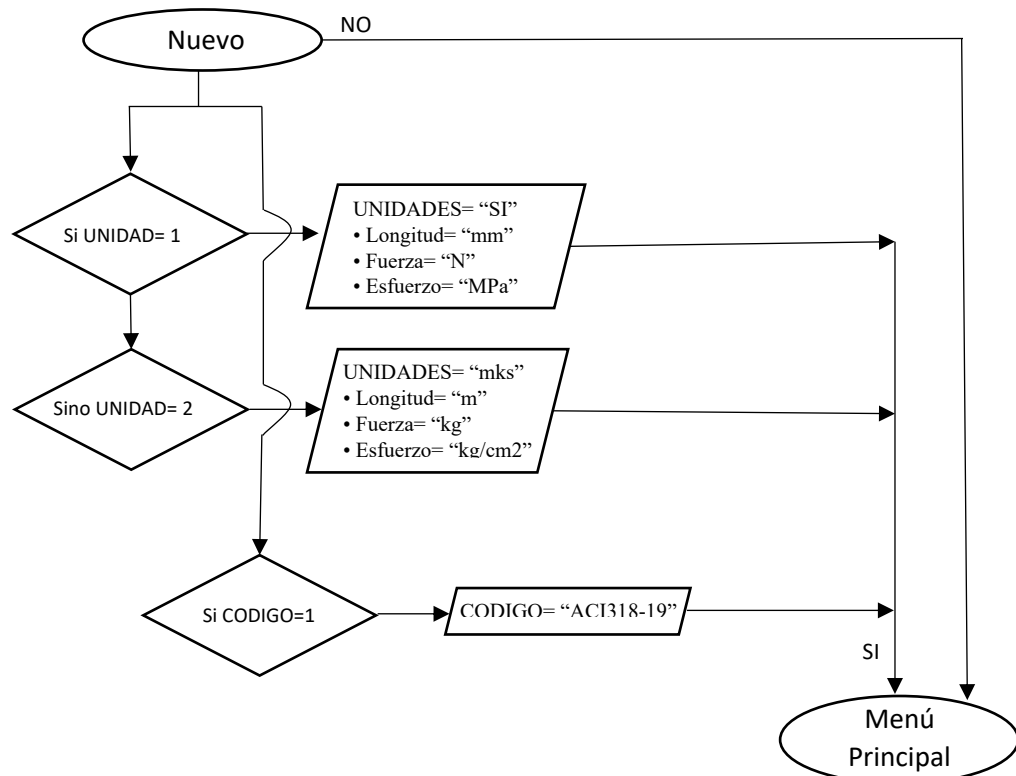 Nuevo
NO
Si UNIDAD= 1
UNIDADES= “SI”
• Longitud= “mm”
• Fuerza= “N”
• Esfuerzo= “MPa”
Sino UNIDAD= 2
UNIDADES= “mks”
• Longitud= “m”
• Fuerza= “kg”
• Esfuerzo= “kg/cm2”
Si CODIGO=1
CODIGO= “ACI318-19”
SI
Menú
Principal